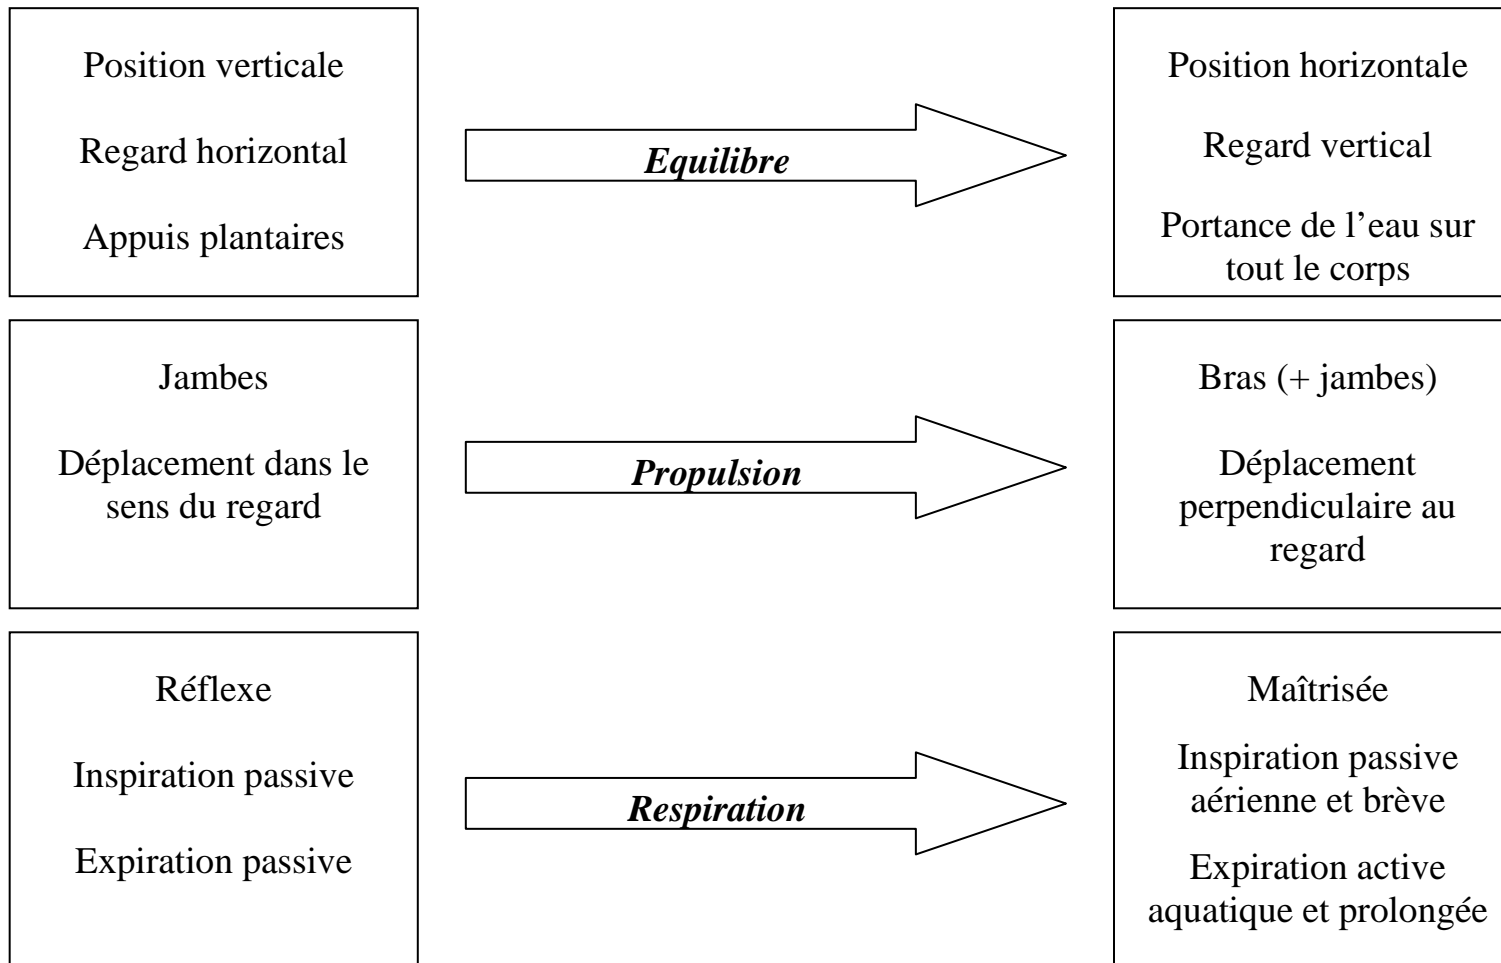 Position verticale
Regard horizontal
Appuis plantaires
Equilibre
Position horizontale
Regard vertical
Portance de l’eau sur
tout le corps
Jambes
Déplacement dans le
sens du regard
Propulsion
Bras (+ jambes)
Déplacement
perpendiculaire au
regard
Réflexe
Inspiration passive
Expiration passive
Respiration
Maîtrisée
Inspiration passive
aérienne et brève
Expiration active
aquatique et prolongée